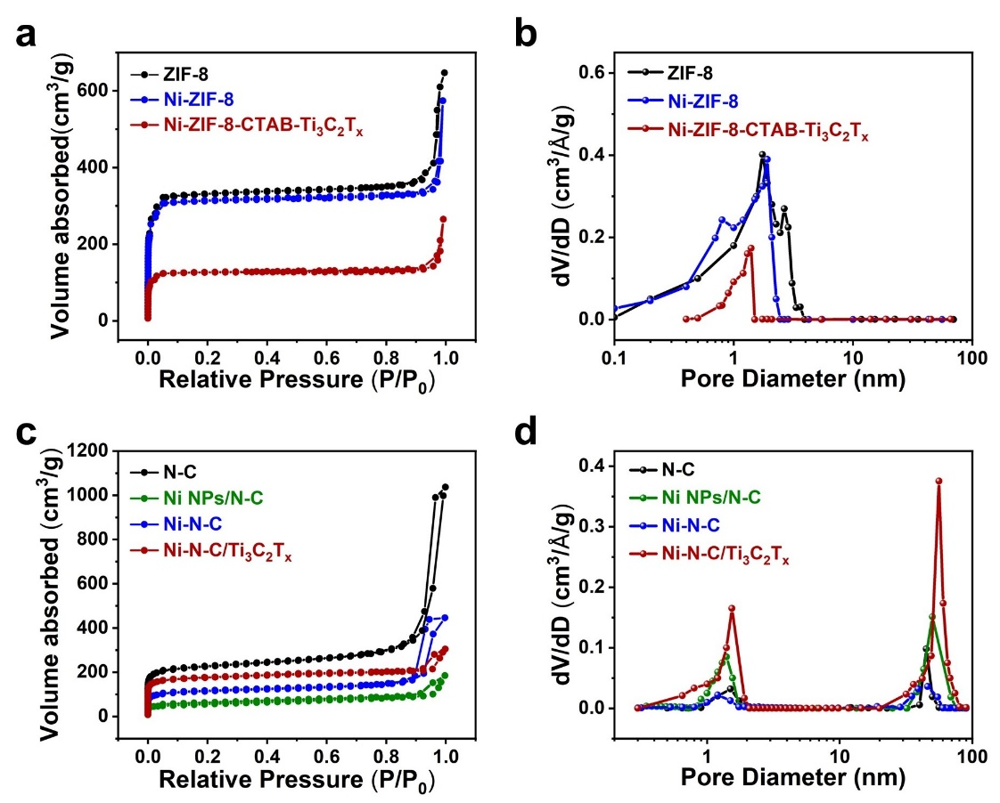 a
Volume absorbed(cm³/g)
600
400
200
0
ZIF-8
Ni-ZIF-8
Ni-ZIF-8-CTAB-Ti₃C₂Tₓ
0.0 0.2 0.4 0.6 0.8 1.0
Relative Pressure (P/P₀)
b
dV/dD (cm³/Å/g)
0.6
0.4
0.2
0.0
ZIF-8
Ni-ZIF-8
Ni-ZIF-8-CTAB-Ti₃C₂Tₓ
0.1 1 10 100
Pore Diameter (nm)
c
Volume absorbed (cm³/g)
1200
1000
800
600
400
200
0
N-C
Ni NPs/N-C
Ni-N-C
Ni-N-C/Ti₃C₂Tₓ
0.0 0.2 0.4 0.6 0.8 1.0
Relative Pressure (P/P₀)
d
dV/dD (cm³/Å/g)
0.4
0.3
0.2
0.1
0.0
N-C
Ni NPs/N-C
Ni-N-C
Ni-N-C/Ti₃C₂Tₓ
1 10 100
Pore Diameter (nm)